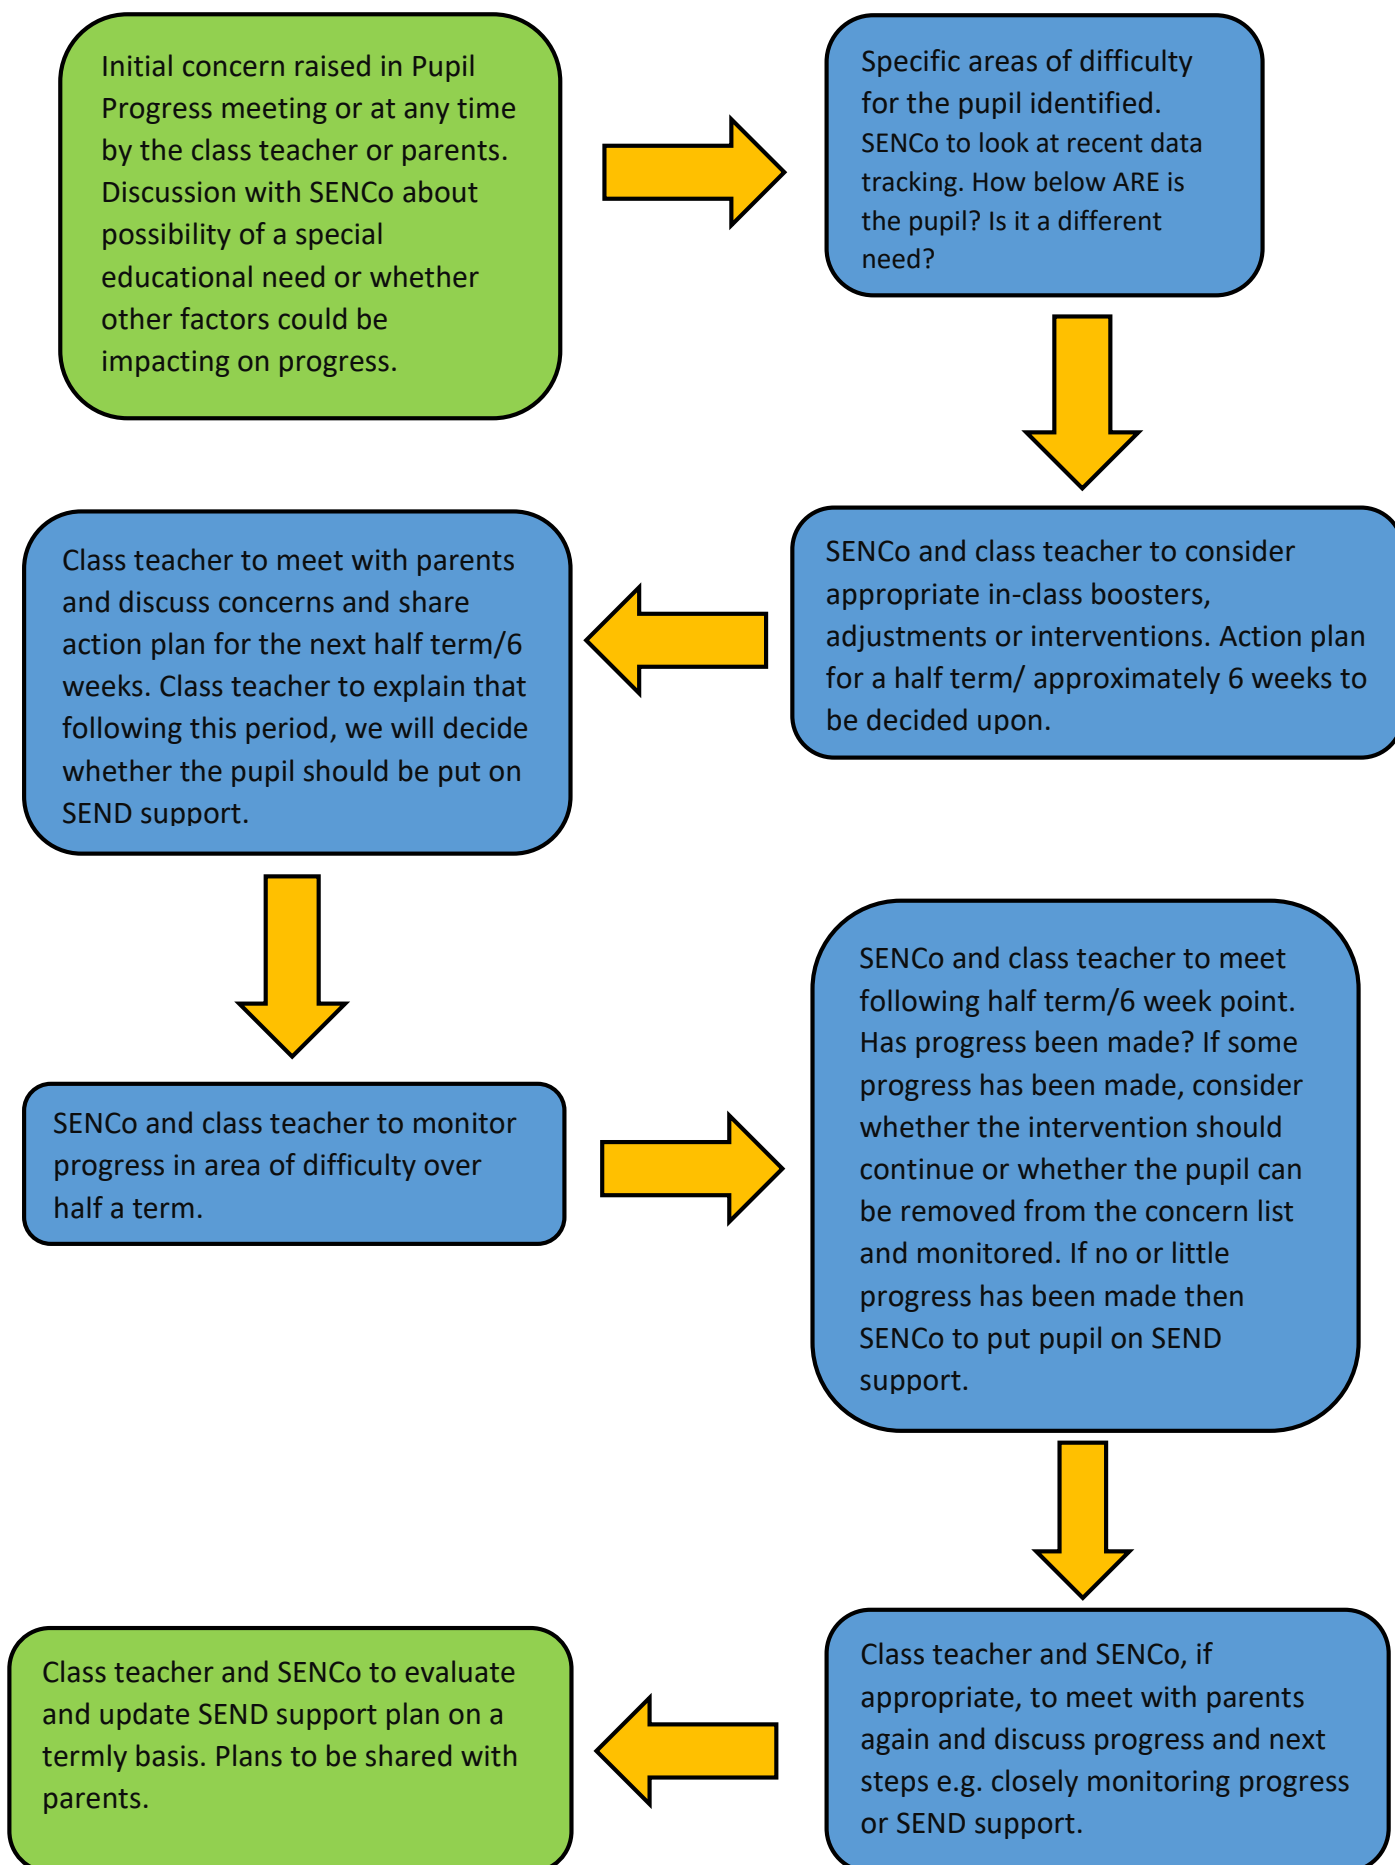 Initial concern raised in Pupil
Progress meeting or at any time
by the class teacher or parents.
Discussion with SENCo about
possibility of a special
educational need or whether
other factors could be
impacting on progress.
Specific areas of difficulty
for the pupil identified.
SENCo to look at recent data
tracking. How below ARE is
the pupil? Is it a different
need?
SENCo and class teacher to consider
appropriate in-class boosters,
adjustments or interventions. Action plan
for a half term/ approximately 6 weeks to
be decided upon.
Class teacher to meet with parents
and discuss concerns and share
action plan for the next half term/6
weeks. Class teacher to explain that
following this period, we will decide
whether the pupil should be put on
SEND support.
SENCo and class teacher to monitor
progress in area of difficulty over
half a term.
SENCo and class teacher to meet
following half term/6 week point.
Has progress been made? If some
progress has been made, consider
whether the intervention should
continue or whether the pupil can
be removed from the concern list
and monitored. If no or little
progress has been made then
SENCo to put pupil on SEND
support.
Class teacher and SENCo, if
appropriate, to meet with parents
again and discuss progress and next
steps e.g. closely monitoring progress
or SEND support.
Class teacher and SENCo to evaluate
and update SEND support plan on a
termly basis. Plans to be shared with
parents.